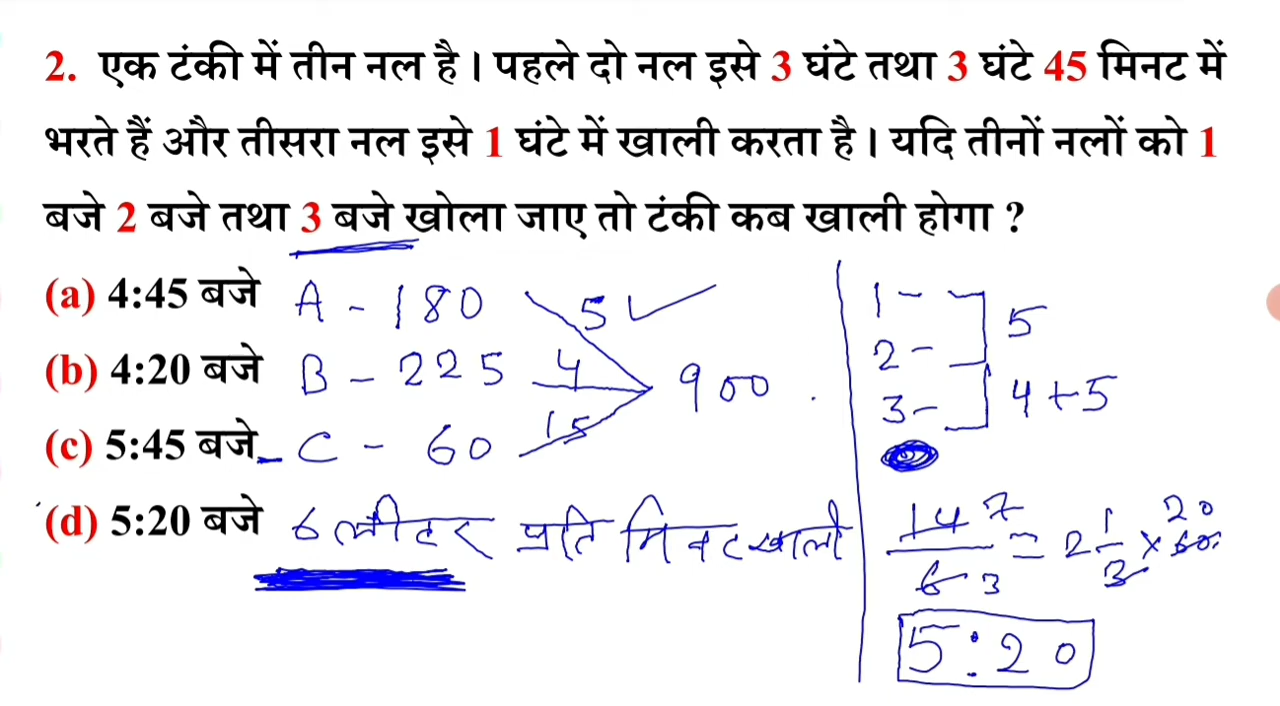 2. एक टंकी में तीन नल है । पहले दो नल इसे 3 घंटे तथा 3 घंटे 45 मिनट में
भरते हैं और तीसरा नल इसे 1 घंटे में खाली करता है । यदि तीनों नलों को 1
बजे 2 बजे तथा 3 बजे खोला जाए तो टंकी कब खाली होगा ?
(a) 4:45 बजे
(b) 4:20 बजे
(c) 5:45 बजे
(d) 5:20 बजे
A - 180 5
B - 225 4 900
C - 60 15
6 लीटर प्रति मिनट खाली
1 -
2 - 5
3 - 4+5
14 7
6 3 = 2 1/3 × 60 20
5:20